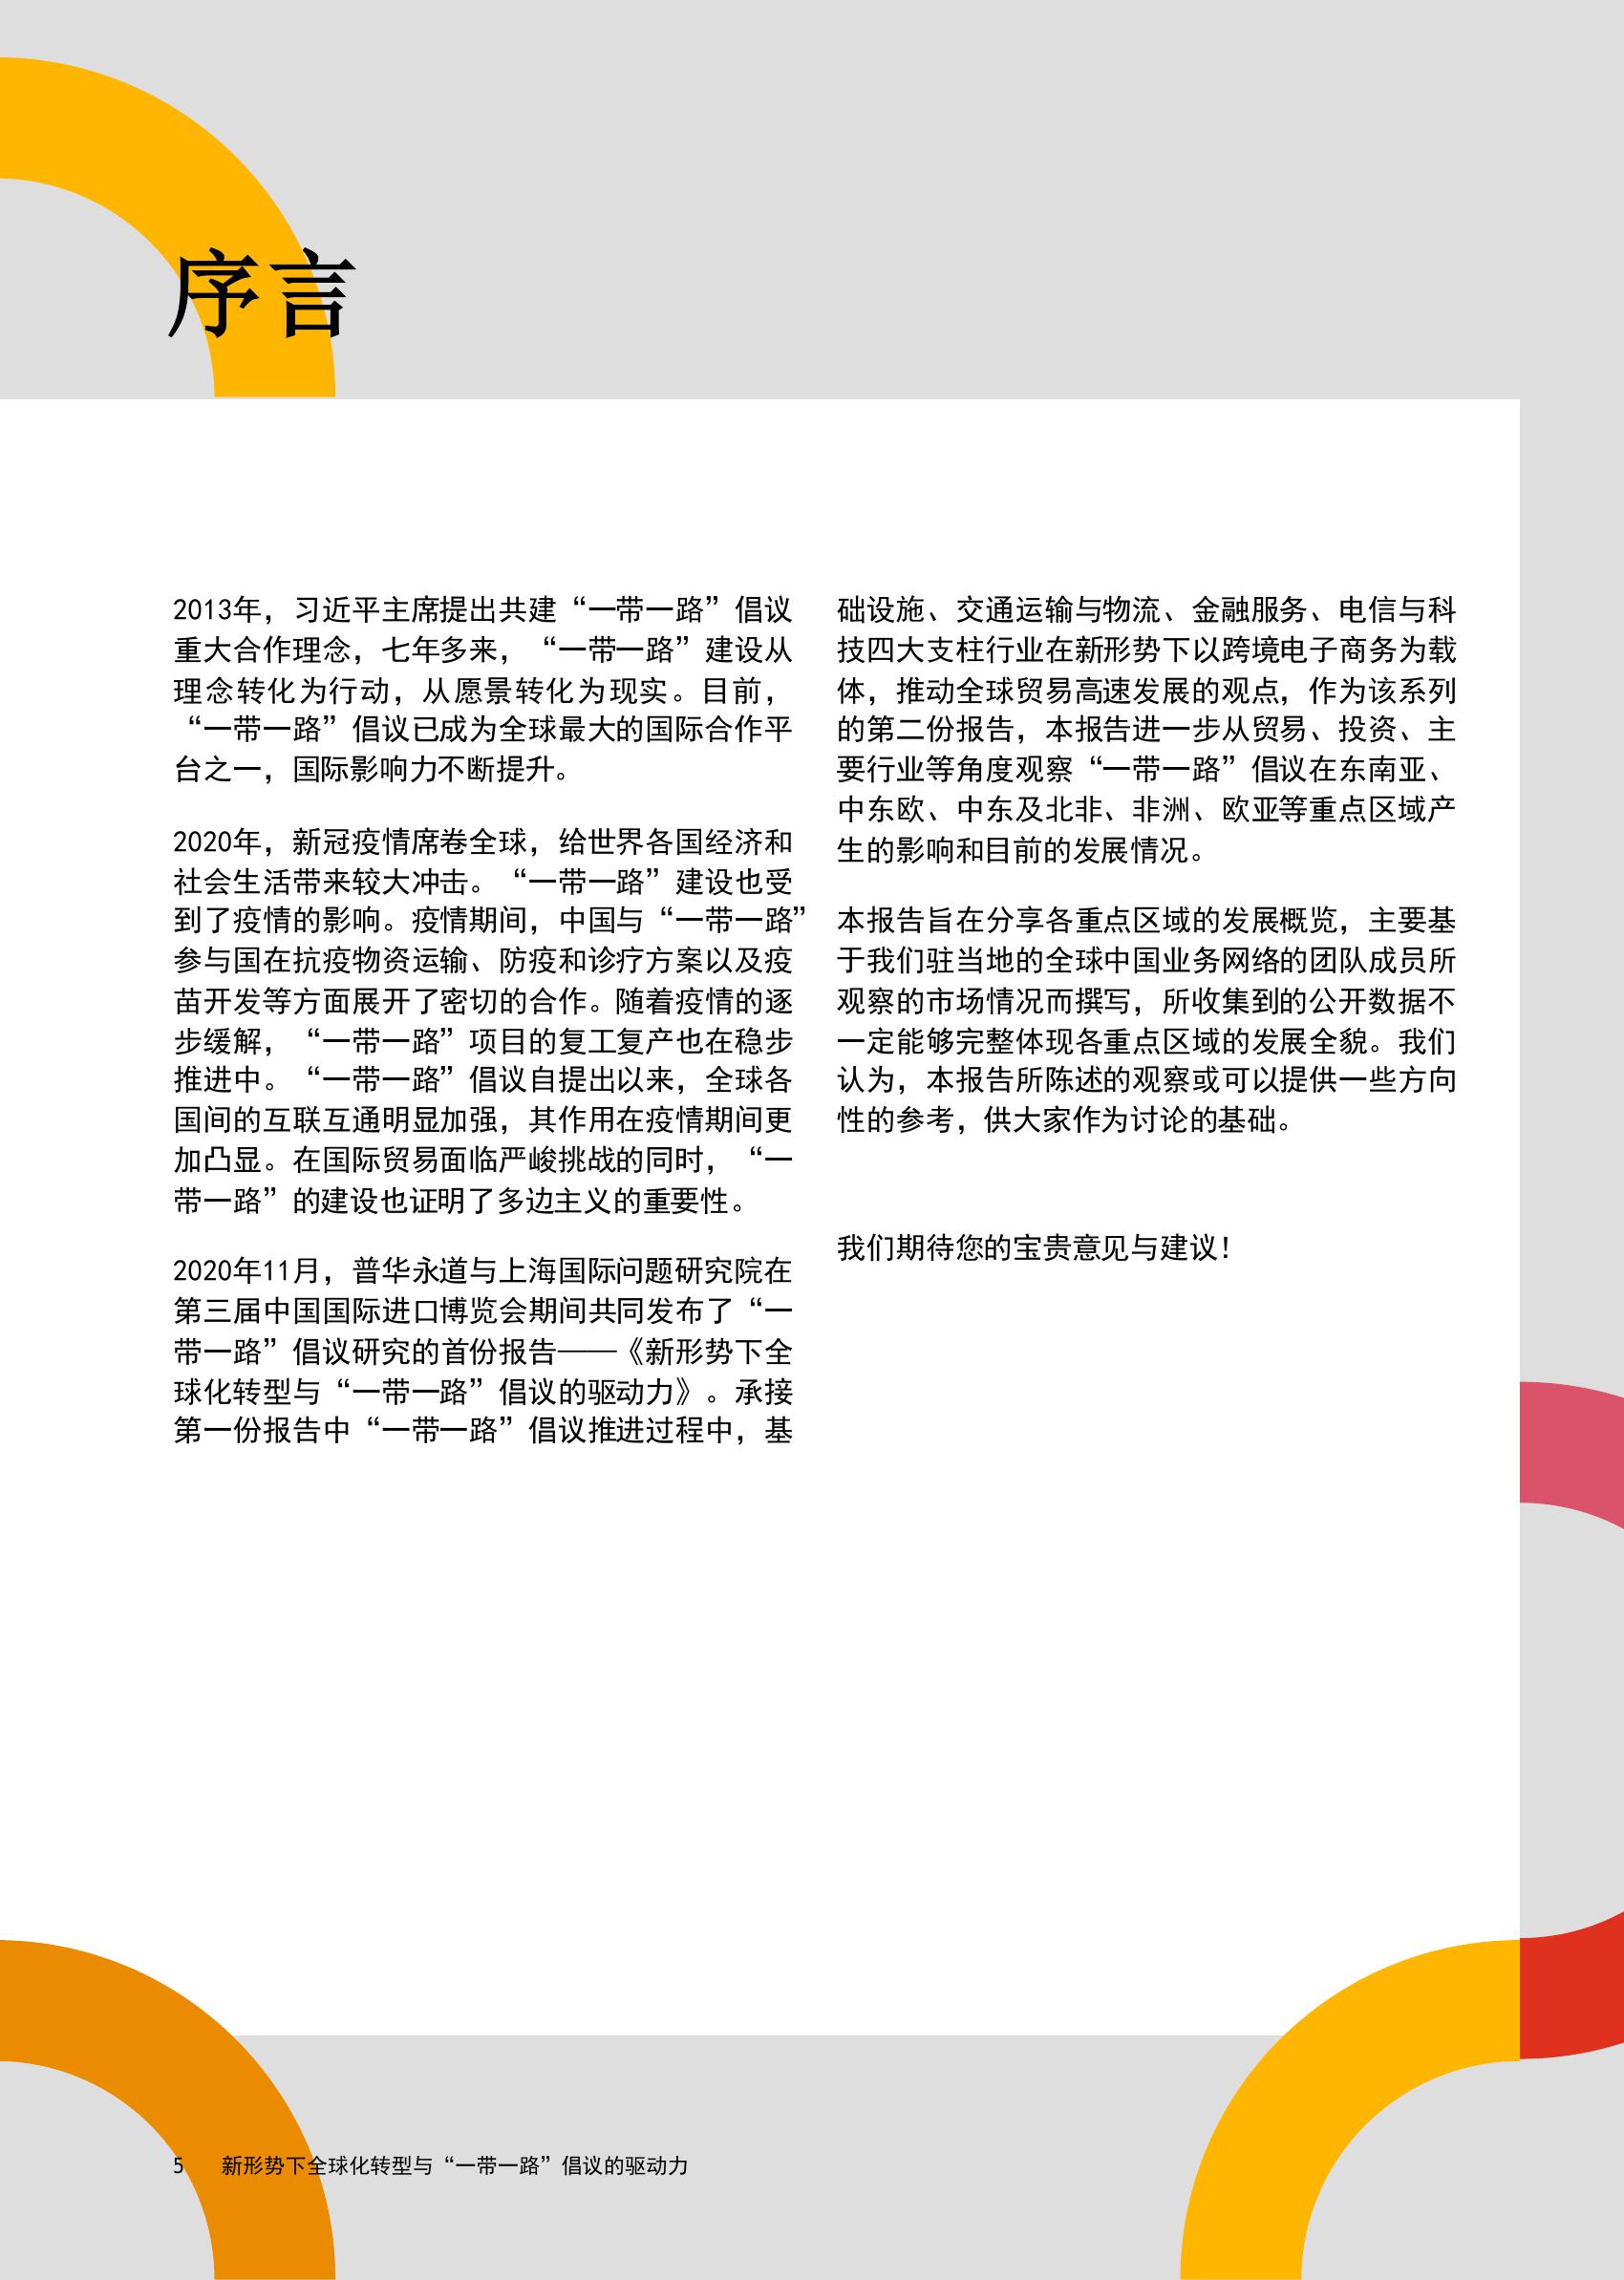 序言
2013年，习近平主席提出共建“一带一路”倡议
重大合作理念，七年多来，“一带一路”建设从
理念转化为行动，从愿景转化为现实。目前，
“一带一路”倡议已成为全球最大的国际合作平
台之一，国际影响力不断提升。
2020年，新冠疫情席卷全球，给世界各国经济和
社会生活带来较大冲击。“一带一路”建设也受
到了疫情的影响。疫情期间，中国与“一带一路”
参与国在抗疫物资运输、防疫和诊疗方案以及疫
苗开发等方面展开了密切的合作。随着疫情的逐
步缓解，“一带一路”项目的复工复产也在稳步
推进中。“一带一路”倡议自提出以来，全球各
国间的互联互通明显加强，其作用在疫情期间更
加凸显。在国际贸易面临严峻挑战的同时，“一
带一路”的建设也证明了多边主义的重要性。
2020年11月，普华永道与上海国际问题研究院在
第三届中国国际进口博览会期间共同发布了“一
带一路”倡议研究的首份报告——《新形势下全
球化转型与“一带一路”倡议的驱动力》。承接
第一份报告中“一带一路”倡议推进过程中，基
础设施、交通运输与物流、金融服务、电信与科
技四大支柱行业在新形势下以跨境电子商务为载
体，推动全球贸易高速发展的观点，作为该系列
的第二份报告，本报告进一步从贸易、投资、主
要行业等角度观察“一带一路”倡议在东南亚、
中东欧、中东及北非、非洲、欧亚等重点区域产
生的影响和目前的发展情况。
本报告旨在分享各重点区域的发展概览，主要基
于我们驻当地的全球中国业务网络的团队成员所
观察的市场情况而撰写，所收集到的公开数据不
一定能够完整体现各重点区域的发展全貌。我们
认为，本报告所陈述的观察或可以提供一些方向
性的参考，供大家作为讨论的基础。
我们期待您的宝贵意见与建议！
5 新形势下全球化转型与“一带一路”倡议的驱动力